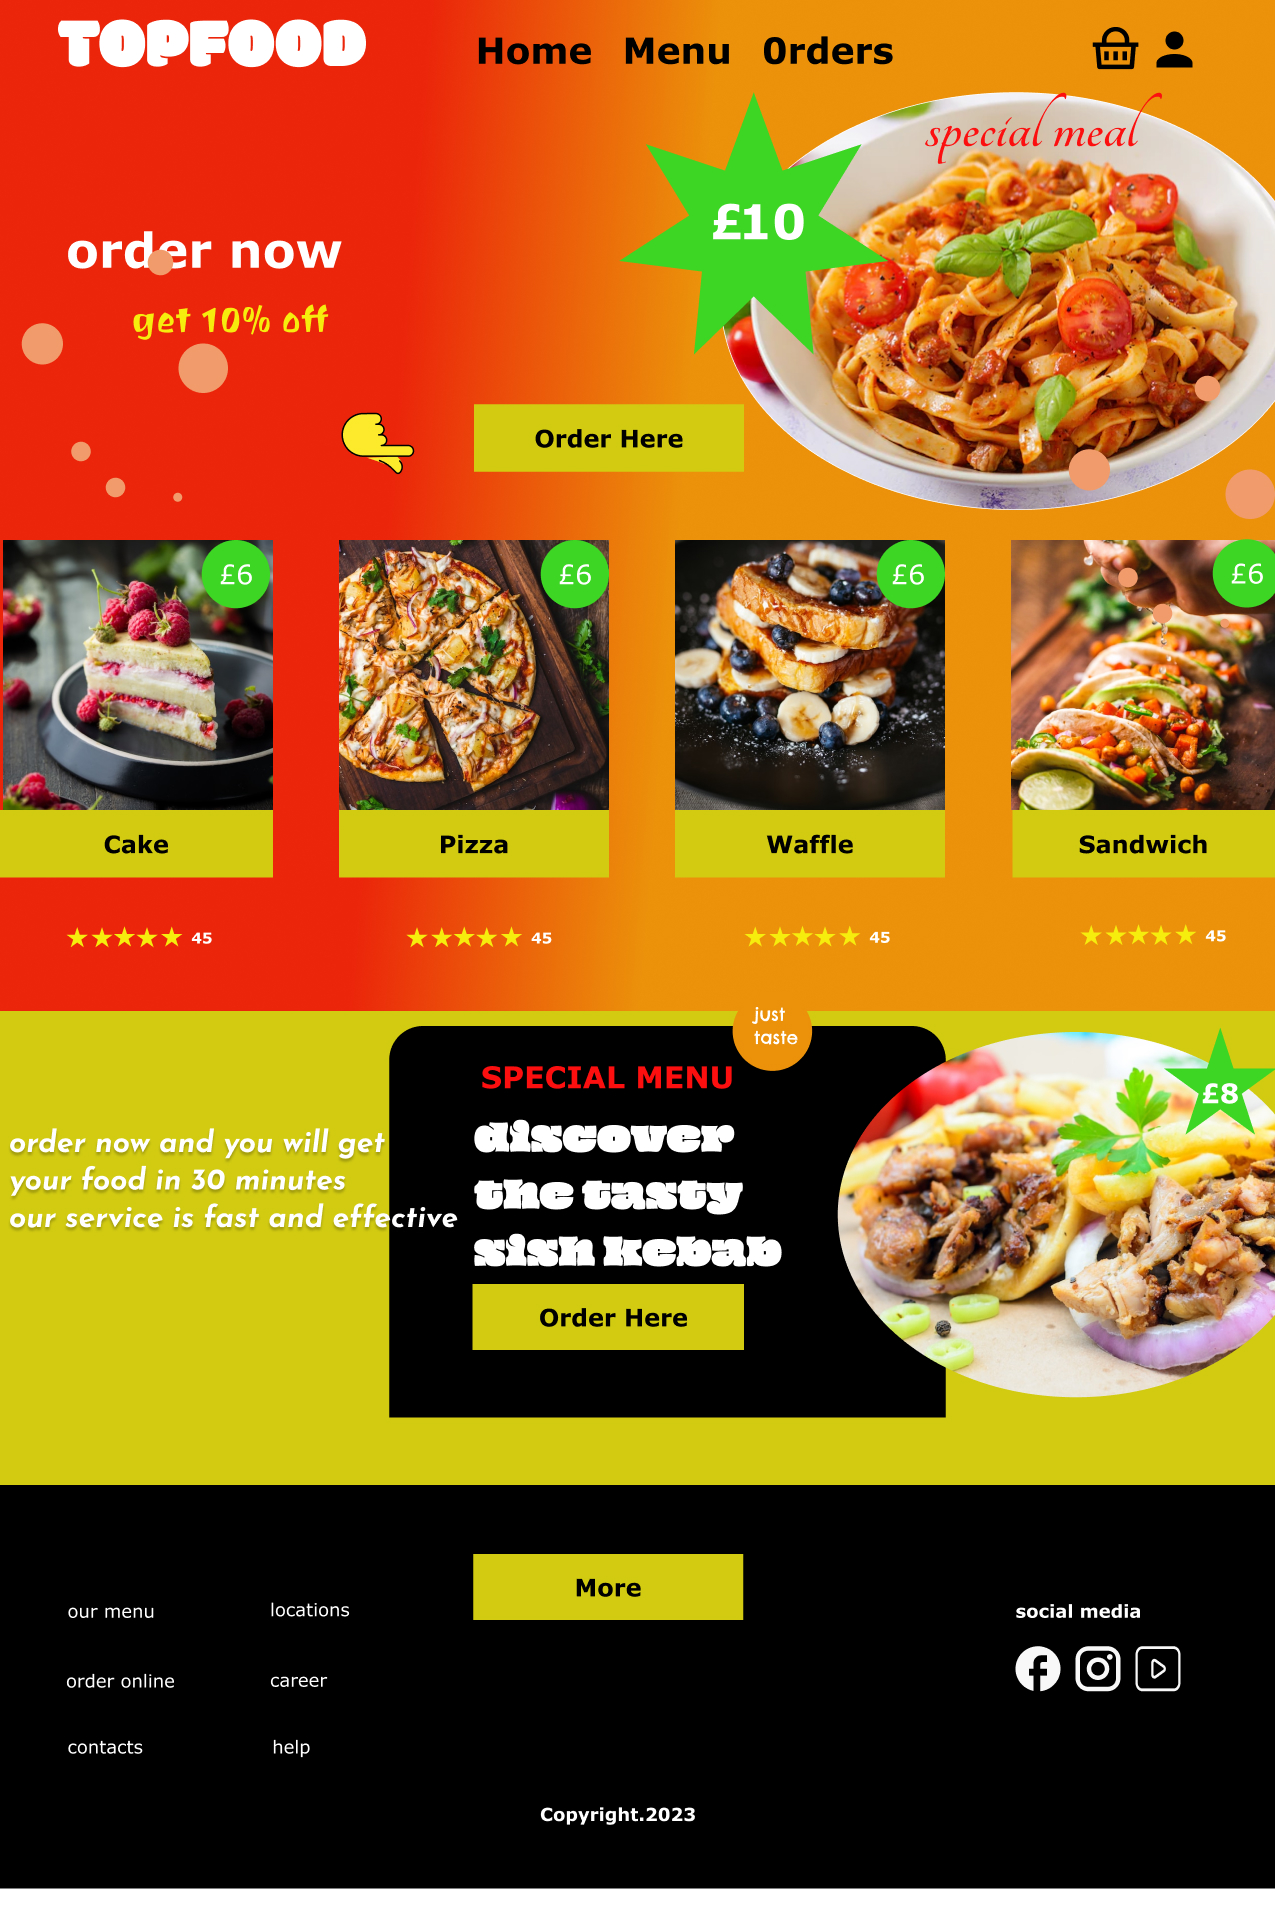 TOPFOOD
Home Menu 0rders
special meal
£10
order now
get 10% off
Order Here
£6
£6
£6
£6
Cake
Pizza
Waffle
Sandwich
45
45
45
45
just
taste
SPECIAL MENU
£8
discover
the tasty
sish kebab
order now and you will get
your food in 30 minutes
our service is fast and effective
Order Here
More
our menu
locations
social media
order online
career
contacts
help
Copyright.2023